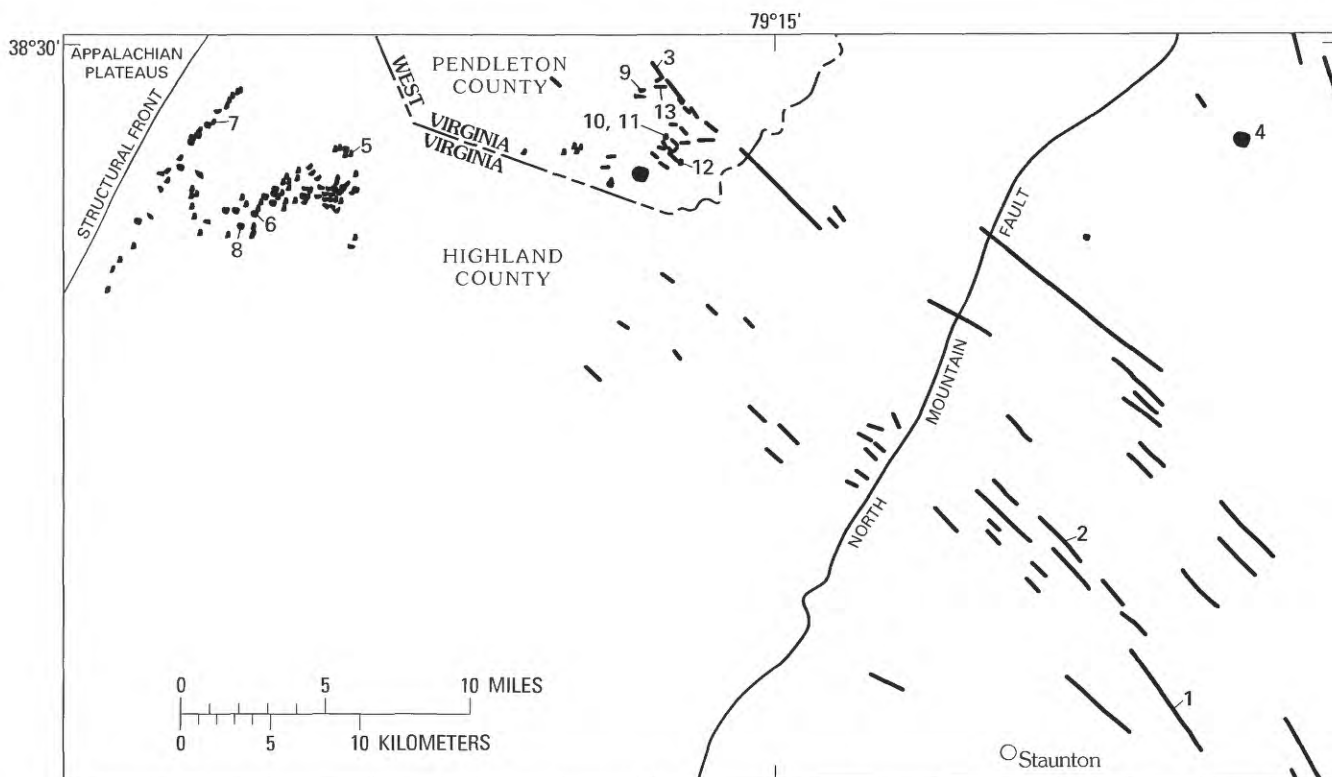 79°15'
38°30'
APPALACHIAN
PLATEAUS
STRUCTURAL FRONT
WEST
VIRGINIA
VIRGINIA
PENDLETON
COUNTY
3
9
13
10, 11
12
4
7
5
6
8
HIGHLAND
COUNTY
NORTH
MOUNTAIN
FAULT
2
1
0 5 10 MILES
0 5 10 KILOMETERS
Staunton